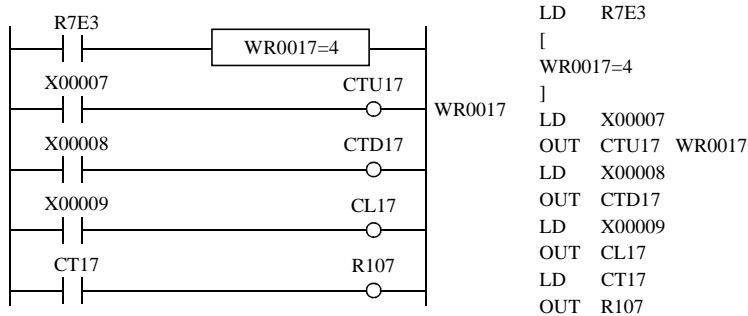 R7E3
WR0017=4
X00007 CTU17
WR0017
X00008 CTD17
X00009 CL17
CT17 R107
LD R7E3
[
WR0017=4
]
LD X00007
OUT CTU17 WR0017
LD X00008
OUT CTD17
LD X00009
OUT CL17
LD CT17
OUT R107